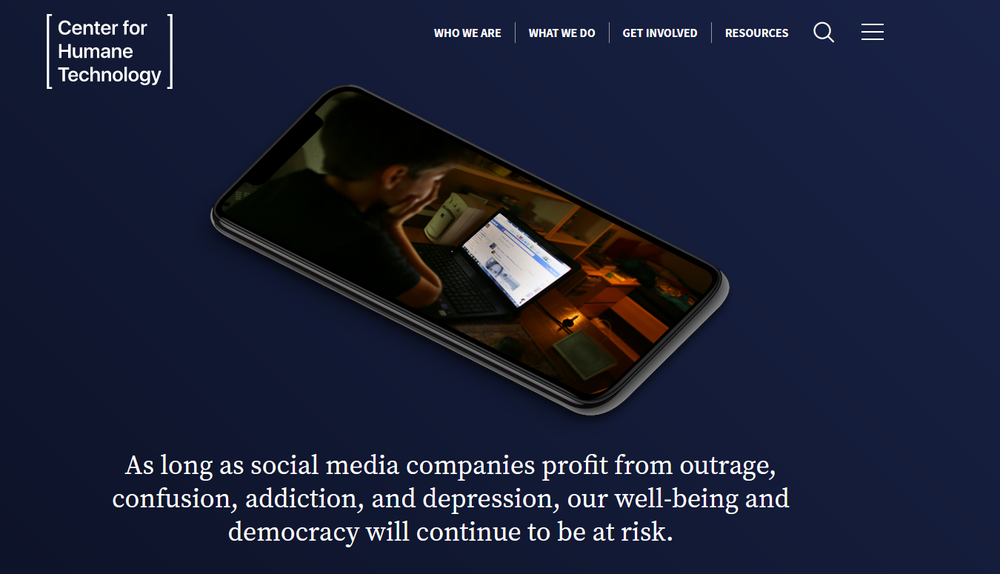 Center for
Humane
Technology
WHO WE ARE
WHAT WE DO
GET INVOLVED
RESOURCES
As long as social media companies profit from outrage,
confusion, addiction, and depression, our well-being and
democracy will continue to be at risk.